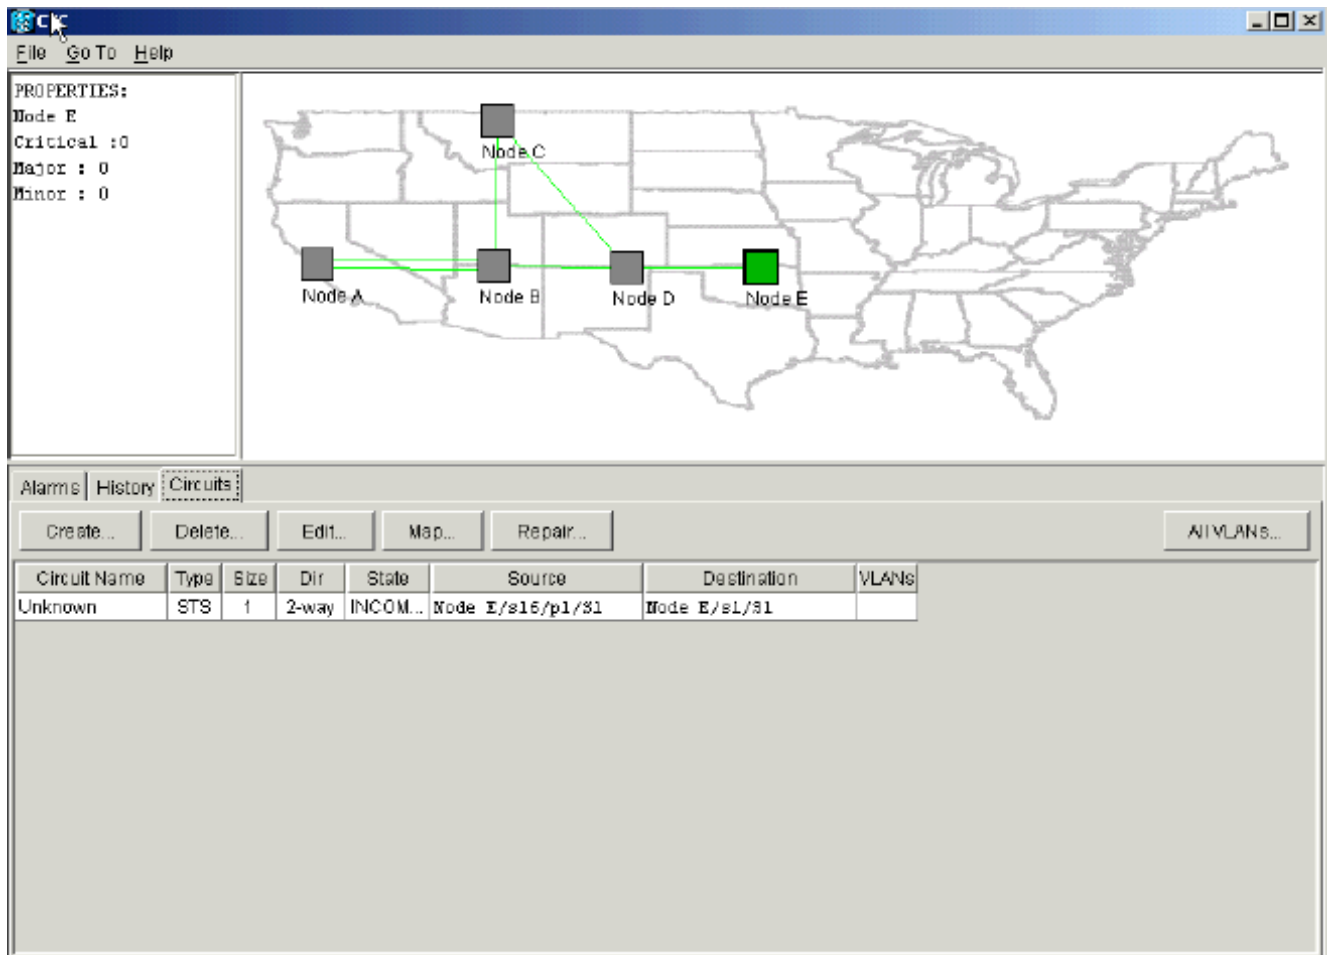 CTC
File Go To Help
PROPERTIES:
Node E
Critical :0
Major : 0
Minor : 0
Node C
Node A
Node B
Node D
Node E
Alarms History Circuits
Create... Delete... Edit... Map... Repair... All VLANs...
Circuit Name Type Size Dir State Source Destination VLANs
Unknown STS 1 2-way INCOM... Node E/s16/p1/S1 Node E/s1/S1